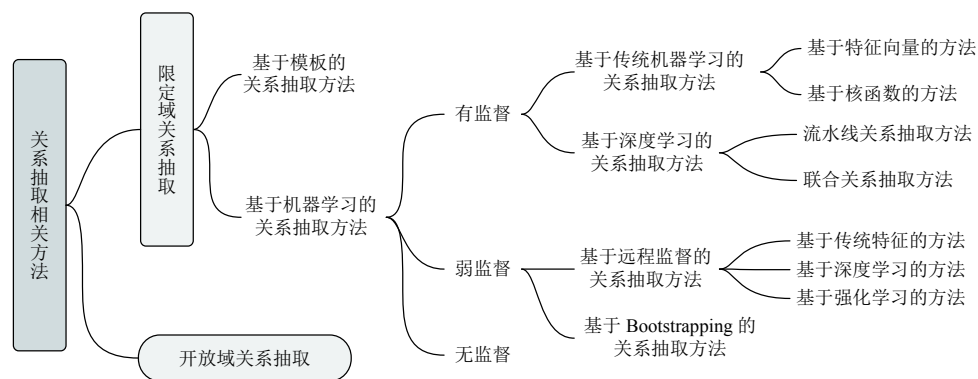 关系抽取相关方法
限定域关系抽取
基于模板的
关系抽取方法
基于机器学习的
关系抽取方法
有监督
基于传统机器学习的
关系抽取方法
基于特征向量的方法
基于核函数的方法
基于深度学习的
关系抽取方法
流水线关系抽取方法
联合关系抽取方法
弱监督
基于远程监督的
关系抽取方法
基于传统特征的方法
基于深度学习的方法
基于强化学习的方法
基于 Bootstrapping 的
关系抽取方法
无监督
开放域关系抽取